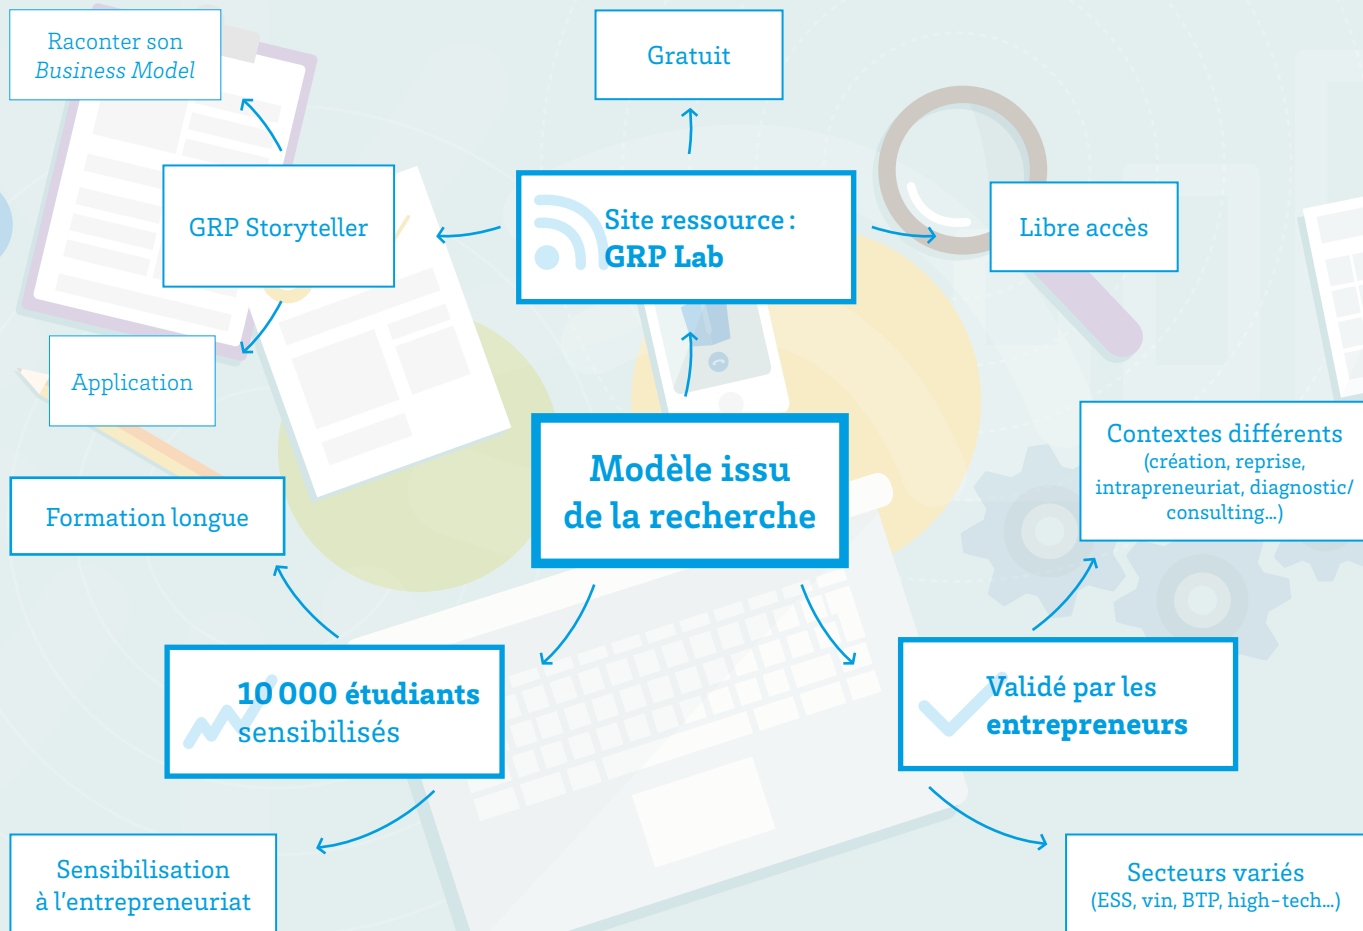 Raconter son
Business Model
Gratuit
GRP Storyteller
Site ressource :
GRP Lab
Libre accès
Application
Modèle issu
de la recherche
Contextes différents
(création, reprise,
intrapreneuriat, diagnostic/
consulting…)
Formation longue
10 000 étudiants
sensibilisés
Validé par les
entrepreneurs
Sensibilisation
à l’entrepreneuriat
Secteurs variés
(ESS, vin, BTP, high-tech…)